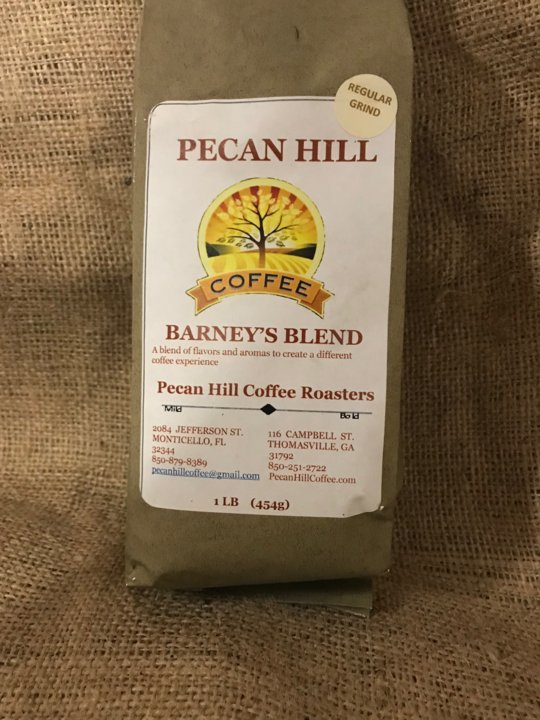 REGULAR
GRIND
PECAN HILL
COFFEE
BARNEY'S BLEND
A blend of flavors and aromas to create a different
coffee experience
Pecan Hill Coffee Roasters
Mild
Bold
2084 JEFFERSON ST.
MONTICELLO, FL
32344
850-879-8389
pecanhillcoffee@gmail.com
116 CAMPBELL ST.
THOMASVILLE, GA
31792
850-251-2722
PecanHillCoffee.com
1 LB (454g)